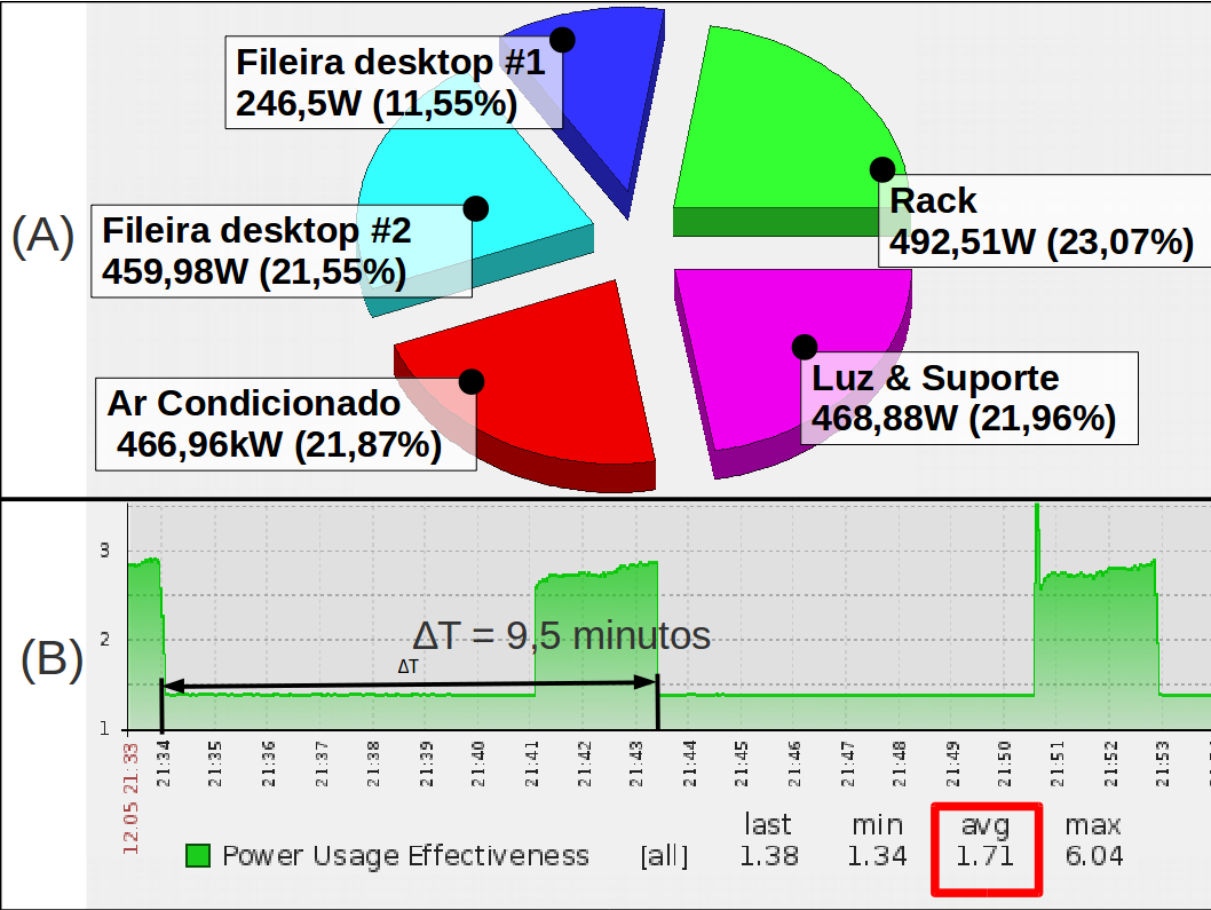 (A)
Fileira desktop #1
246,5W (11,55%)
Fileira desktop #2
459,98W (21,55%)
Ar Condicionado
466,96kW (21,87%)
Rack
492,51W (23,07%)
Luz & Suporte
468,88W (21,96%)
(B)
3
2
1
ΔT = 9,5 minutos
ΔT
12.05 21:33
21:34
21:35
21:36
21:37
21:38
21:39
21:40
21:41
21:42
21:43
21:44
21:45
21:46
21:47
21:48
21:49
21:50
21:51
21:52
21:53
last min avg max
Power Usage Effectiveness [all] 1.38 1.34 1.71 6.04